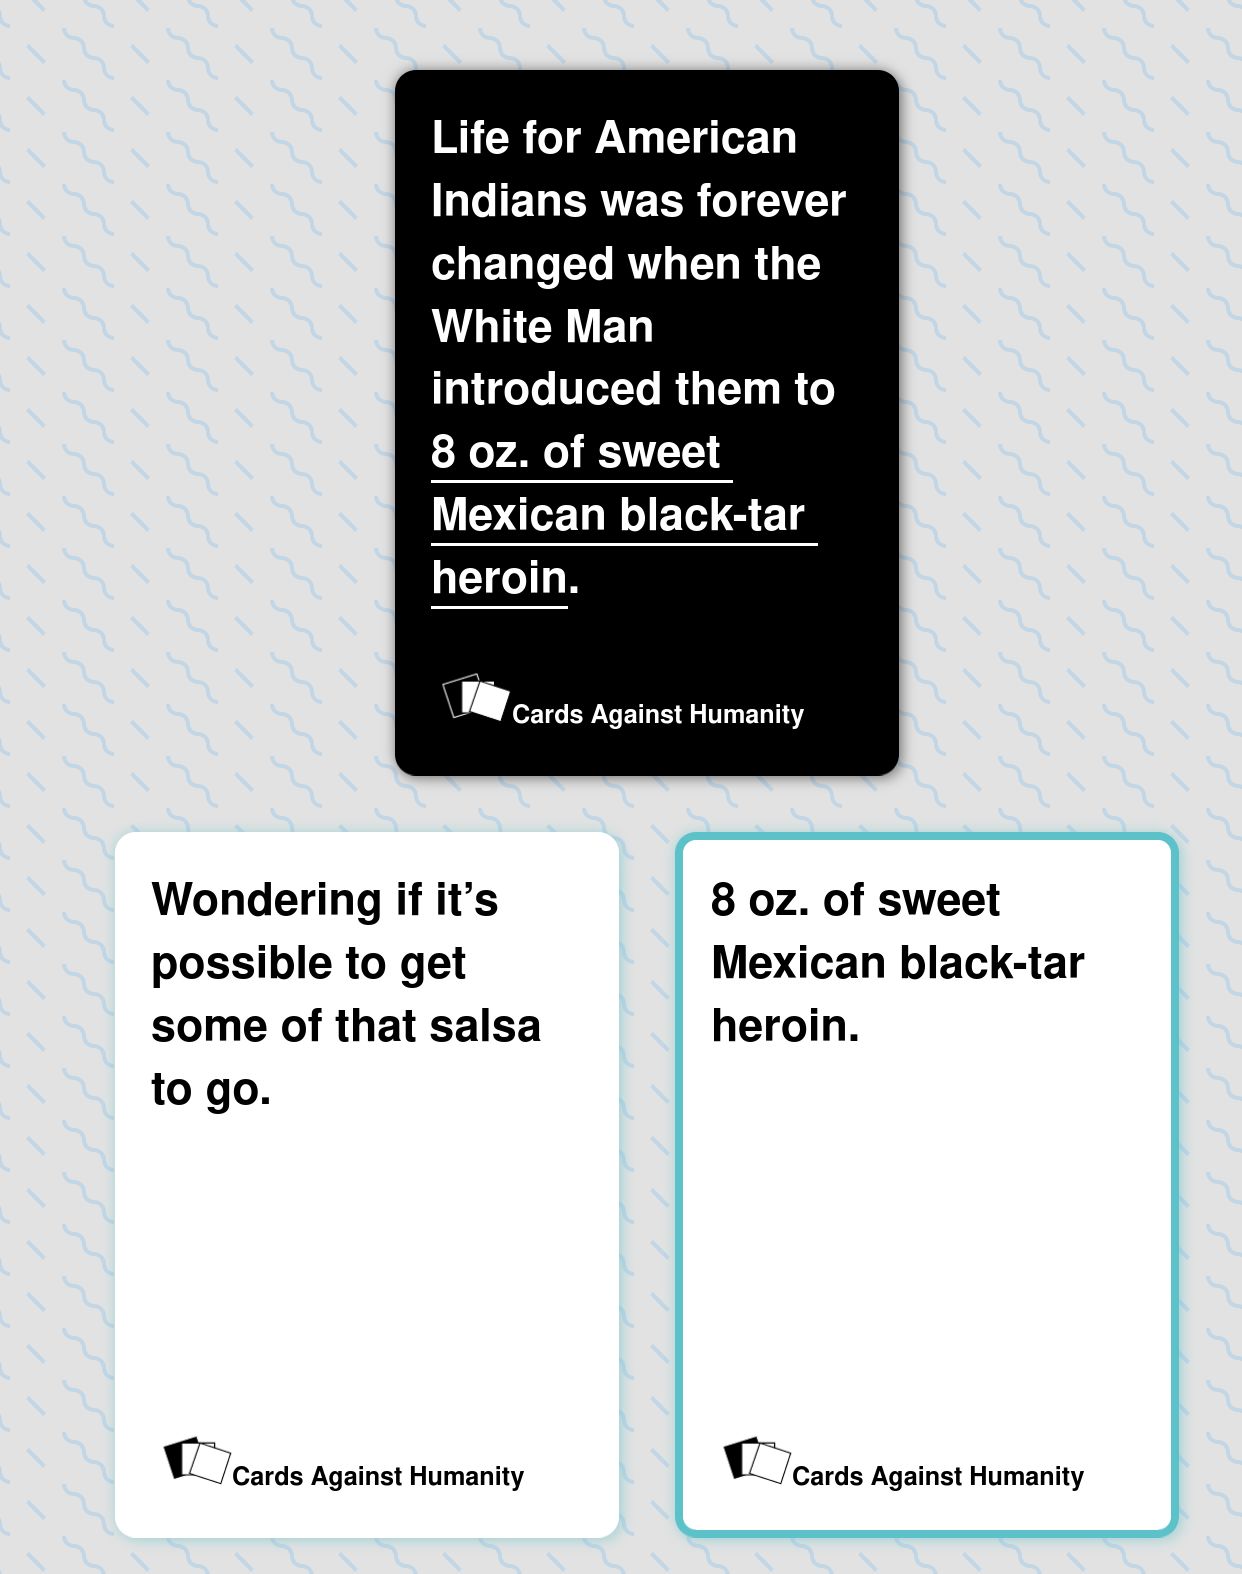 Life for American
Indians was forever
changed when the
White Man
introduced them to
8 oz. of sweet
Mexican black-tar
heroin.
Cards Against Humanity
Wondering if it’s
possible to get
some of that salsa
to go.
Cards Against Humanity
8 oz. of sweet
Mexican black-tar
heroin.
Cards Against Humanity